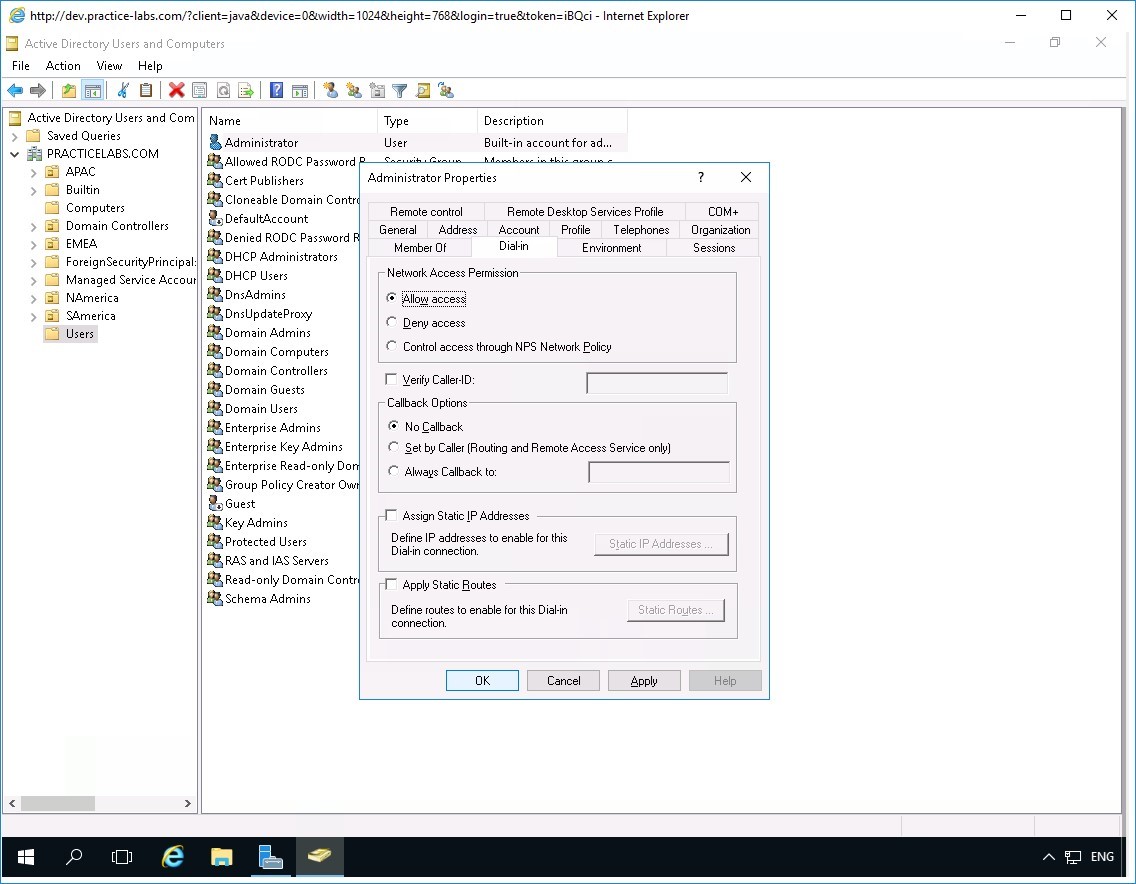 http://dev.practice-labs.com/?client=java&device=0&width=1024&height=768&login=true&token=iBQci - Internet Explorer
Active Directory Users and Computers
File Action View Help
Active Directory Users and Com
Saved Queries
PRACTICELABS.COM
APAC
Builtin
Computers
Domain Controllers
EMEA
ForeignSecurityPrincipal:
Managed Service Accour
NAmerica
SAmerica
Users
Name Type Description
Administrator User Built-in account for ad...
Allowed RODC Password R Security Group Members in this group c
Cert Publishers
Cloneable Domain Contro
DefaultAccount
Denied RODC Password R
DHCP Administrators
DHCP Users
DnsAdmins
DnsUpdateProxy
Domain Admins
Domain Computers
Domain Controllers
Domain Guests
Domain Users
Enterprise Admins
Enterprise Key Admins
Enterprise Read-only Dom
Group Policy Creator Own
Guest
Key Admins
Protected Users
RAS and IAS Servers
Read-only Domain Contro
Schema Admins
Administrator Properties ?
Remote control Remote Desktop Services Profile COM+
General Address Account Profile Telephones Organization
Member Of Dial-in Environment Sessions
Network Access Permission
Allow access
Deny access
Control access through NPS Network Policy
Verify Caller-ID:
Callback Options
No Callback
Set by Caller (Routing and Remote Access Service only)
Always Callback to:
Assign Static IP Addresses
Define IP addresses to enable for this
Dial-in connection.
Static IP Addresses ...
Apply Static Routes
Define routes to enable for this Dial-in
connection.
Static Routes ...
OK Cancel Apply Help
ENG